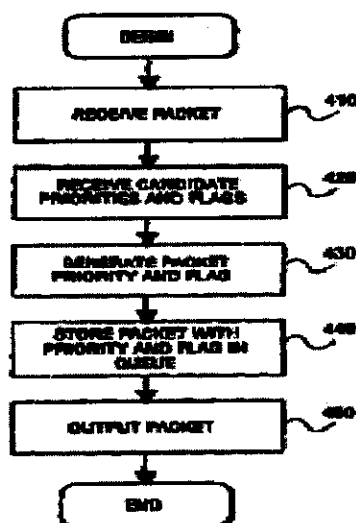 BEGIN
RECEIVE PACKET
410
RECEIVE CANDIDATE
PRIORITIES AND FLAGS
420
GENERATE PACKET
PRIORITY AND FLAG
430
STORE PACKET WITH
PRIORITY AND FLAG IN
QUEUE
440
OUTPUT PACKET
450
END